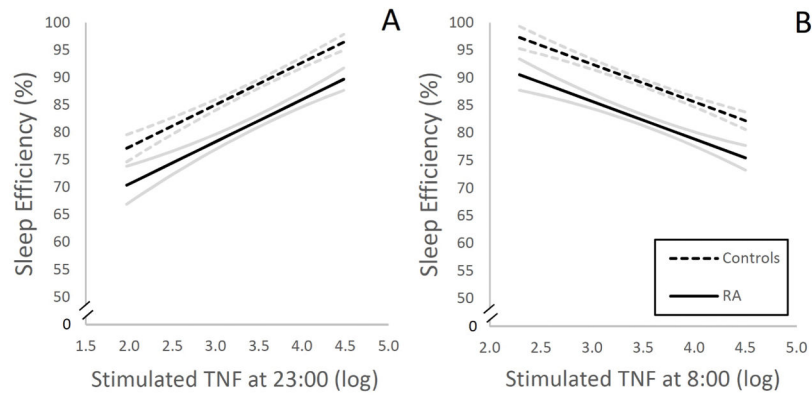 A
Sleep Efficiency (%)
100
95
90
85
80
75
70
65
60
55
50
0
1.5 2.0 2.5 3.0 3.5 4.0 4.5 5.0
Stimulated TNF at 23:00 (log)
B
Sleep Efficiency (%)
100
95
90
85
80
75
70
65
60
55
50
0
2.0 2.5 3.0 3.5 4.0 4.5 5.0
Stimulated TNF at 8:00 (log)
Controls
RA